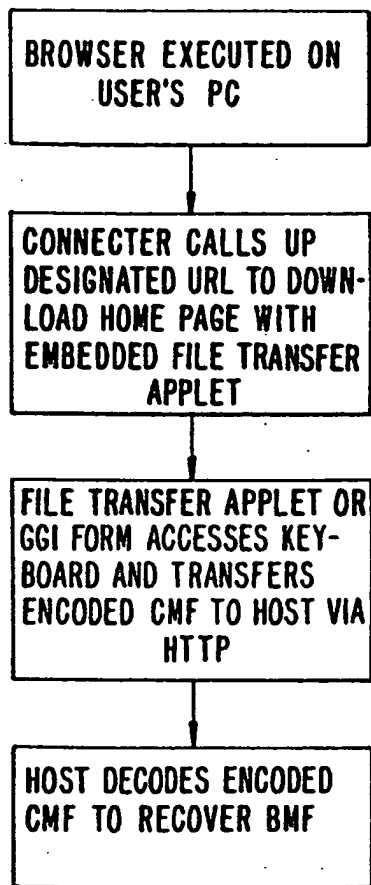 BROWSER EXECUTED ON
USER'S PC
CONNECTER CALLS UP
DESIGNATED URL TO DOWN-
LOAD HOME PAGE WITH
EMBEDDED FILE TRANSFER
APPLET
FILE TRANSFER APPLET OR
GGI FORM ACCESSES KEY-
BOARD AND TRANSFERS
ENCODED CMF TO HOST VIA
HTTP
HOST DECODES ENCODED
CMF TO RECOVER BMF